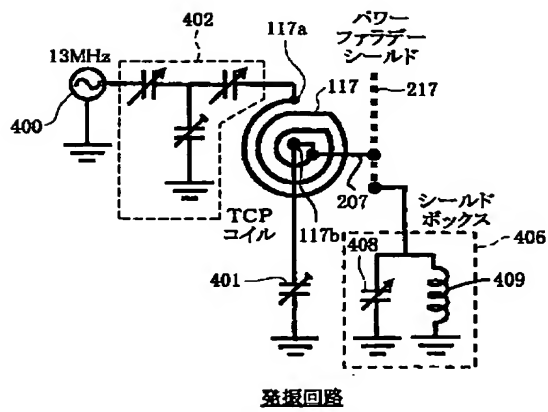 402
117a
パワー
ファラデー
シールド
13MHz
117
217
400
207
シールド
ボックス
TCP
コイル
117b
408
406
401
409
発振回路